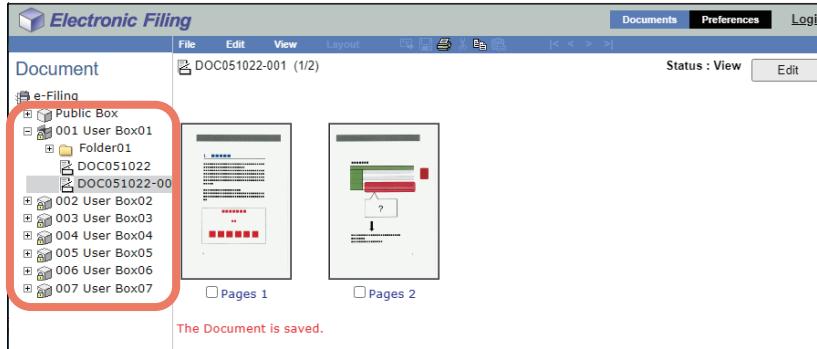 Electronic Filing
Documents Preferences Logi
File Edit View Layout |< < > >|
Document
DOC051022-001 (1/2)
Status : View Edit
e-Filing
Public Box
001 User Box01
Folder01
DOC051022
DOC051022-00
002 User Box02
003 User Box03
004 User Box04
005 User Box05
006 User Box06
007 User Box07
?
Pages 1 Pages 2
The Document is saved.